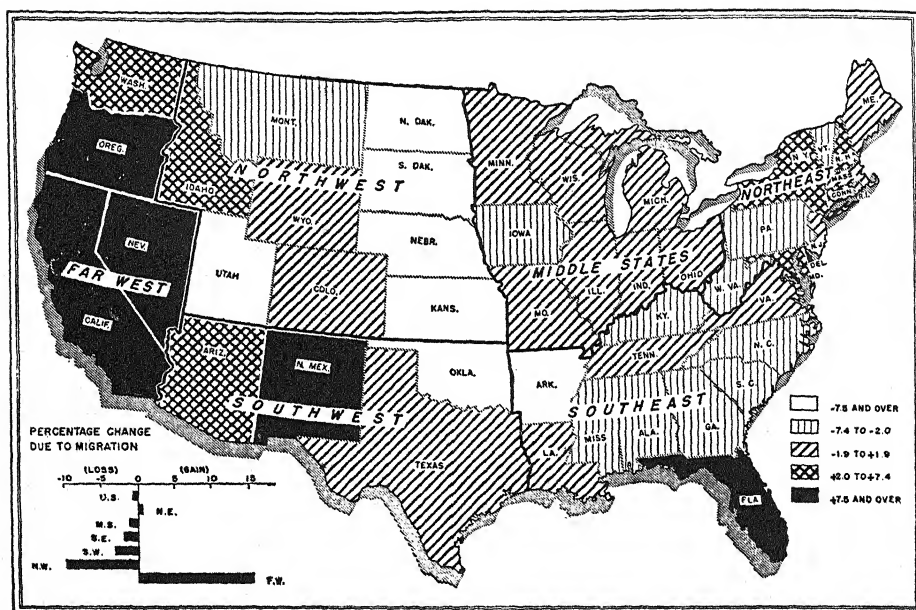 WASH.
OREG.
NEV.
CALIF.
FAR WEST
IDAHO
MONT.
WYO.
NORTHWEST
N. DAK.
S. DAK.
NEBR.
KANS.
UTAH
COLO.
ARIZ.
N. MEX.
OKLA.
TEXAS
SOUTHWEST
MINN.
WIS.
MICH.
IOWA
MIDDLE STATES
ILL.
IND.
OHIO
MO.
ME.
N. Y.
VT.
N. H.
MASS
CONN.
R. I.
NORTHEAST
PA.
N. J.
DEL
MD.
W. VA.
VA.
KY.
TENN.
N. C.
S. C.
ARK.
SOUTHEAST
LA.
MISS
ALA.
GA.
FLA
-7.5 AND OVER
-7.4 TO -2.0
-1.9 TO +1.9
+2.0 TO +7.4
+7.5 AND OVER
PERCENTAGE CHANGE
DUE TO MIGRATION
(LOSS) (GAIN)
-10 -5 0 5 10 15
U.S.
N.E.
M.S.
S.E.
S.W.
N.W.
F.W.